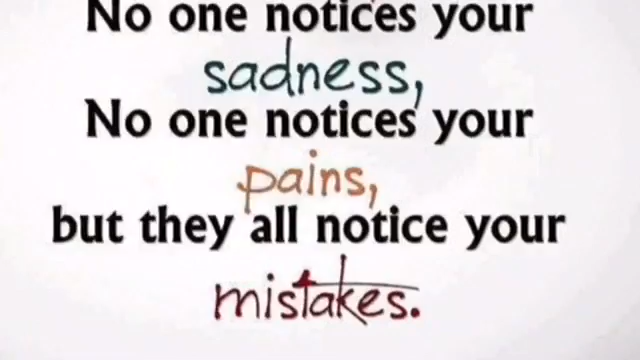 No one notices your
sadness,
No one notices your
pains,
but they all notice your
mistakes.